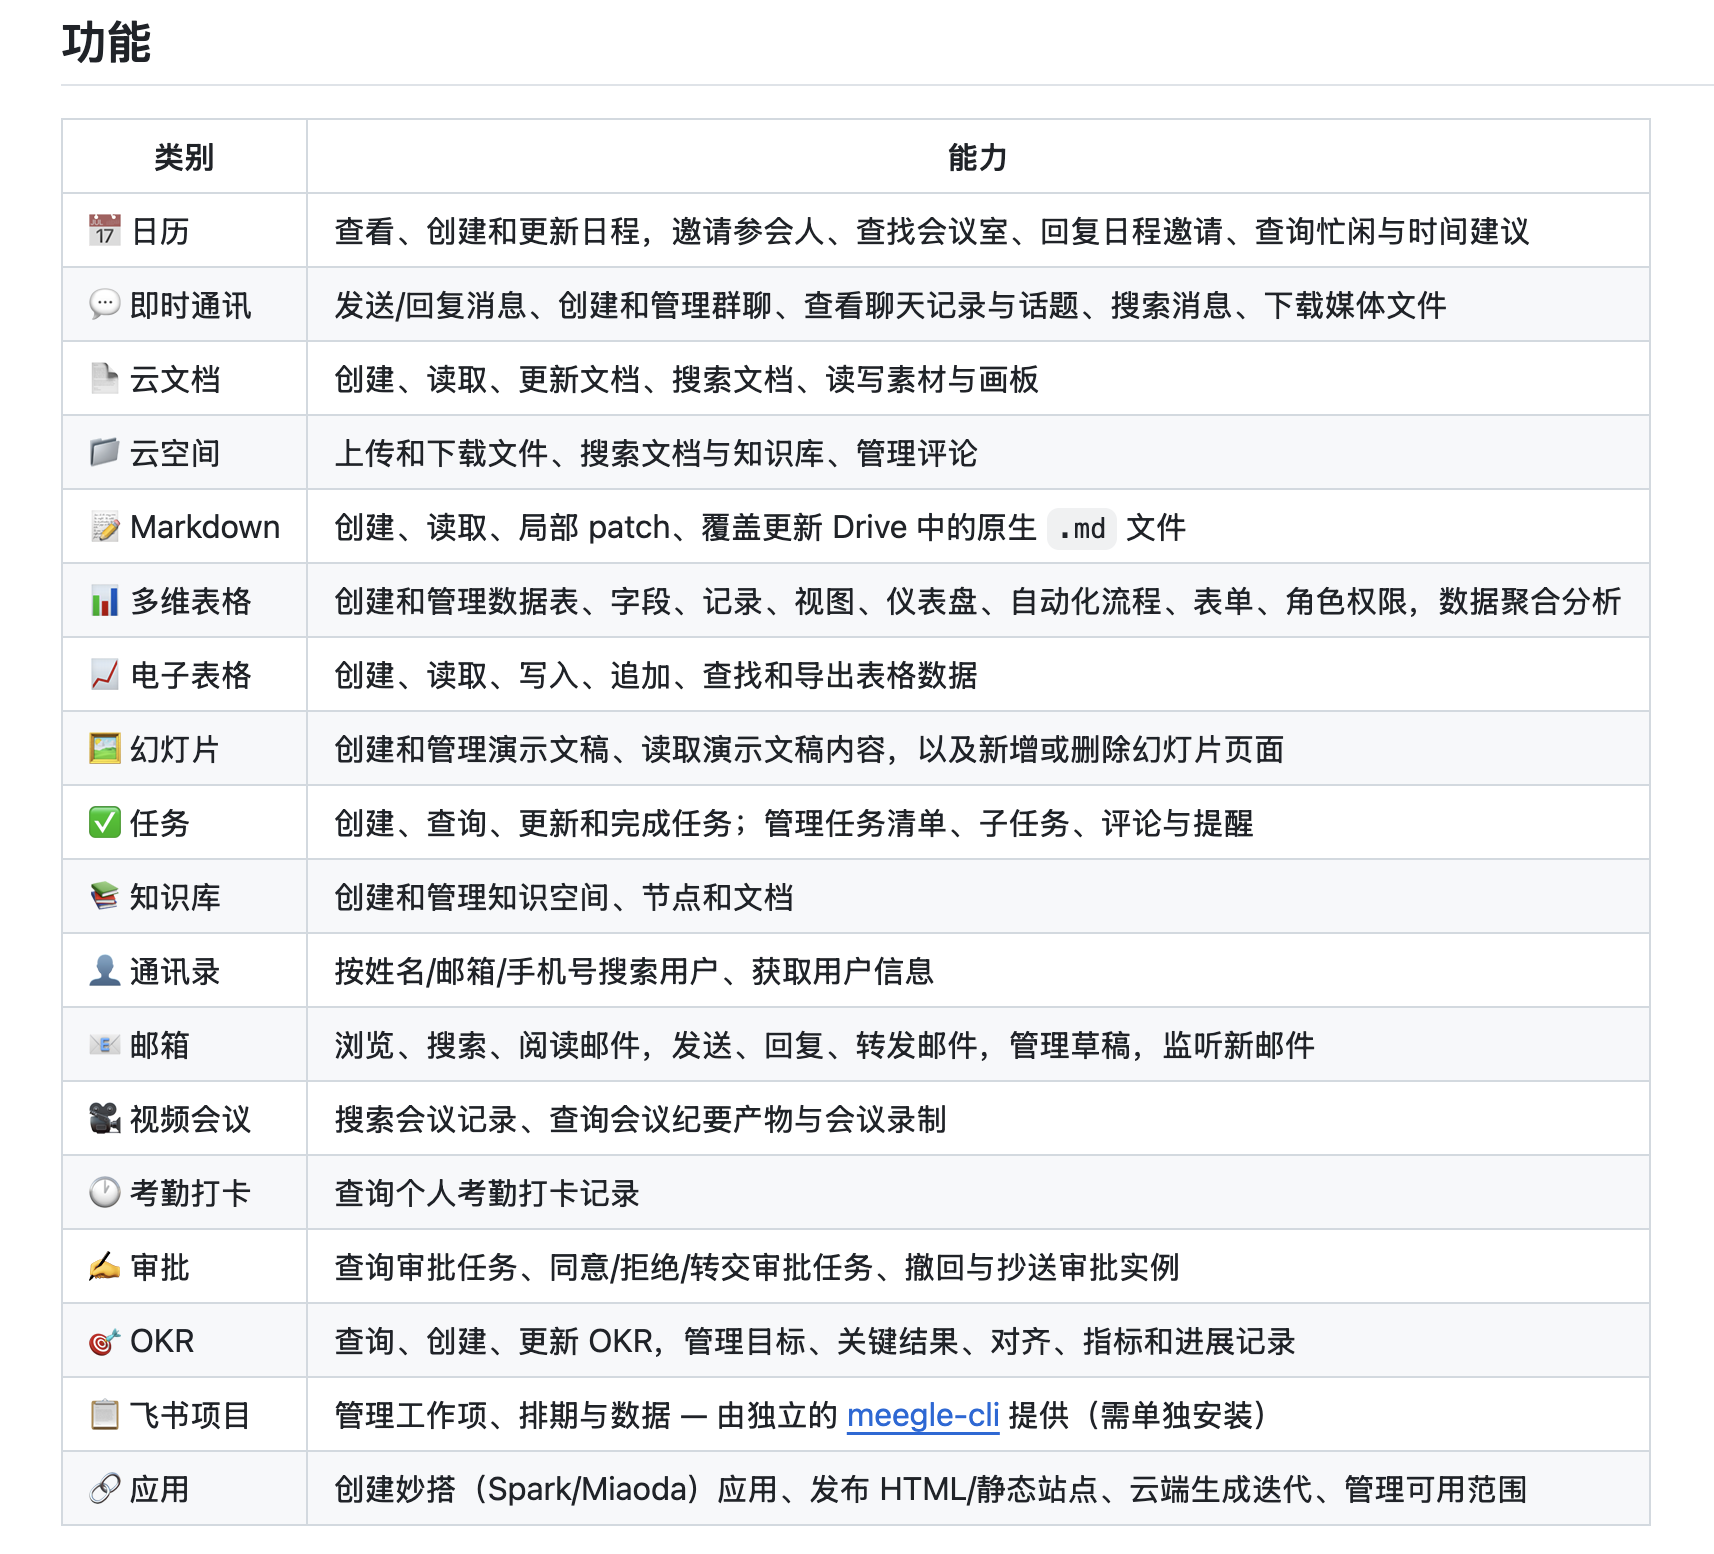 功能
类别 能力
日历 查看、创建和更新日程，邀请参会人、查找会议室、回复日程邀请、查询忙闲与时间建议
即时通讯 发送/回复消息、创建和管理群聊、查看聊天记录与话题、搜索消息、下载媒体文件
云文档 创建、读取、更新文档、搜索文档、读写素材与画板
云空间 上传和下载文件、搜索文档与知识库、管理评论
Markdown 创建、读取、局部 patch、覆盖更新 Drive 中的原生 .md 文件
多维表格 创建和管理数据表、字段、记录、视图、仪表盘、自动化流程、表单、角色权限，数据聚合分析
电子表格 创建、读取、写入、追加、查找和导出表格数据
幻灯片 创建和管理演示文稿、读取演示文稿内容，以及新增或删除幻灯片页面
任务 创建、查询、更新和完成任务；管理任务清单、子任务、评论与提醒
知识库 创建和管理知识空间、节点和文档
通讯录 按姓名/邮箱/手机号搜索用户、获取用户信息
邮箱 浏览、搜索、阅读邮件，发送、回复、转发邮件，管理草稿，监听新邮件
视频会议 搜索会议记录、查询会议纪要产物与会议录制
考勤打卡 查询个人考勤打卡记录
审批 查询审批任务、同意/拒绝/转交审批任务、撤回与抄送审批实例
OKR 查询、创建、更新 OKR，管理目标、关键结果、对齐、指标和进展记录
飞书项目 管理工作项、排期与数据 — 由独立的 meegle-cli 提供（需单独安装）
应用 创建妙搭（Spark/Miaoda）应用、发布 HTML/静态站点、云端生成迭代、管理可用范围